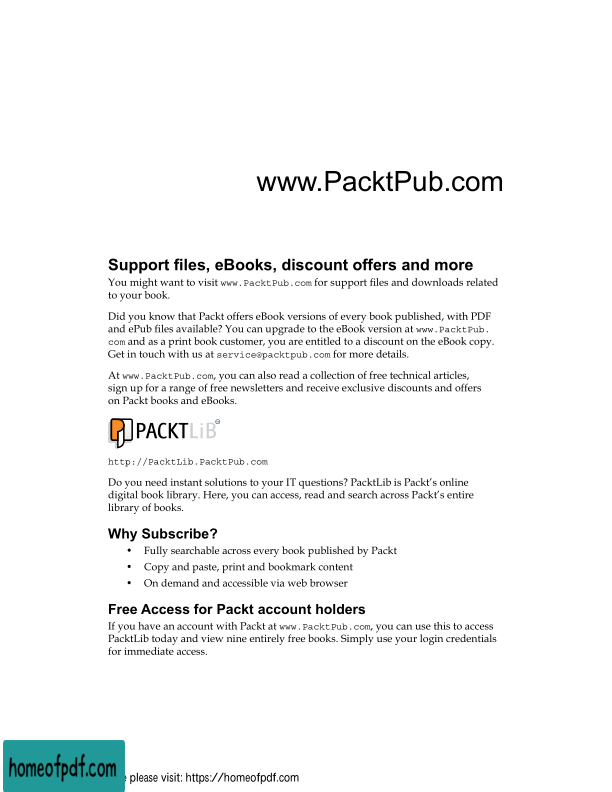 www.PacktPub.com
Support files, eBooks, discount offers and more
You might want to visit www.PacktPub.com for support files and downloads related
to your book.
Did you know that Packt offers eBook versions of every book published, with PDF
and ePub files available? You can upgrade to the eBook version at www.PacktPub.
com and as a print book customer, you are entitled to a discount on the eBook copy.
Get in touch with us at service@packtpub.com for more details.
At www.PacktPub.com, you can also read a collection of free technical articles,
sign up for a range of free newsletters and receive exclusive discounts and offers
on Packt books and eBooks.
PACKTLiB
http://PacktLib.PacktPub.com
Do you need instant solutions to your IT questions? PacktLib is Packt's online
digital book library. Here, you can access, read and search across Packt's entire
library of books.
Why Subscribe?
• Fully searchable across every book published by Packt
• Copy and paste, print and bookmark content
• On demand and accessible via web browser
Free Access for Packt account holders
If you have an account with Packt at www.PacktPub.com, you can use this to access
PacktLib today and view nine entirely free books. Simply use your login credentials
for immediate access.
homeofpdf.com
please visit: https://homeofpdf.com